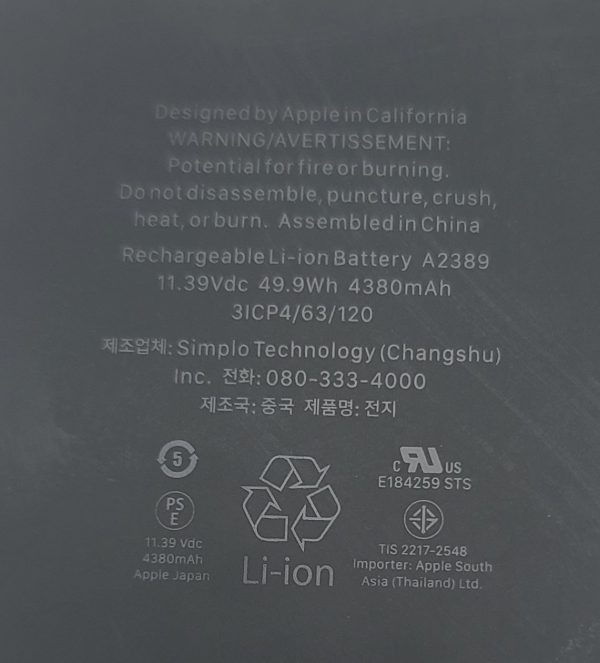 Designed by Apple in California
WARNING/AVERTISSEMENT:
Potential for fire or burning.
Do not disassemble, puncture, crush,
heat, or burn. Assembled in China
Rechargeable Li-ion Battery A2389
11.39Vdc 49.9Wh 4380mAh
3ICP4/63/120
제조업체: Simplo Technology (Changshu)
Inc. 전화: 080-333-4000
제조국: 중국 제품명: 전지
5
PS
E
11.39 Vdc
4380mAh
Apple Japan
Li-ion
c RU US
E184259 STS
TIS 2217-2548
Importer: Apple South
Asia (Thailand) Ltd.